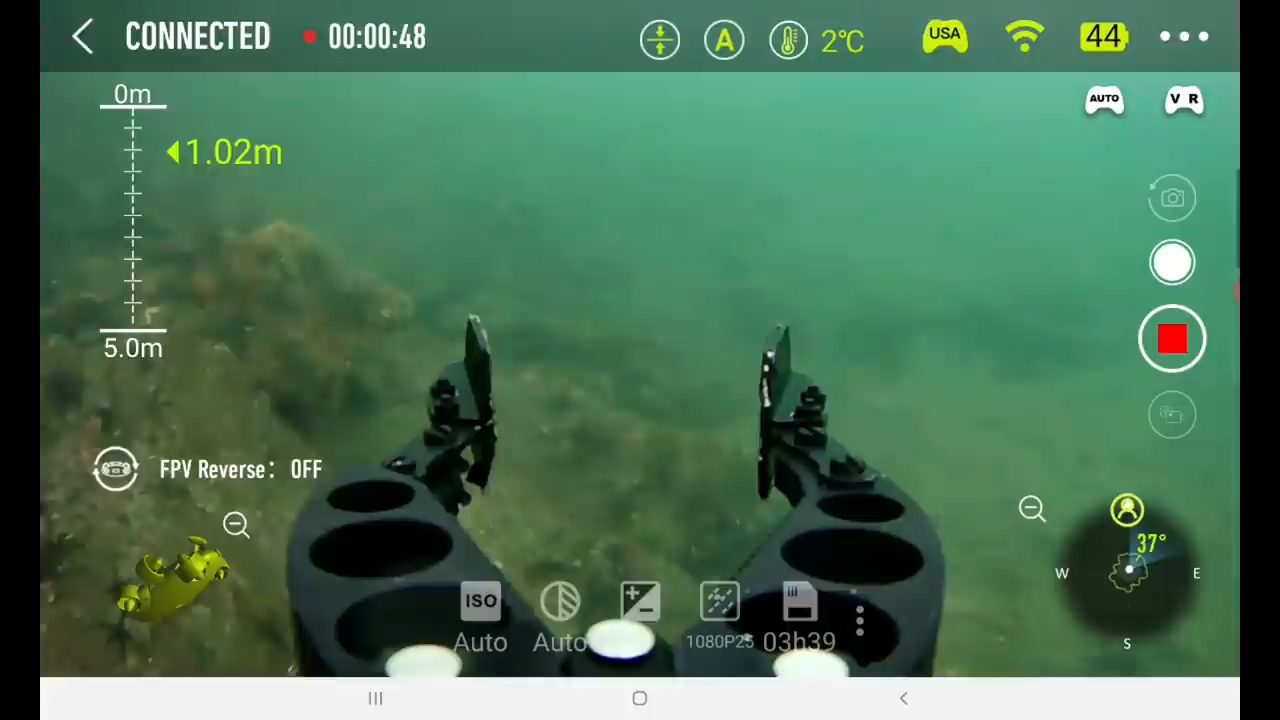 CONNECTED 00:00:48 A 2℃ USA 44
0m AUTO V R
1.02m
5.0m
FPV Reverse: OFF
37°
W E
ISO
Auto Auto 1080P25 03h39
S